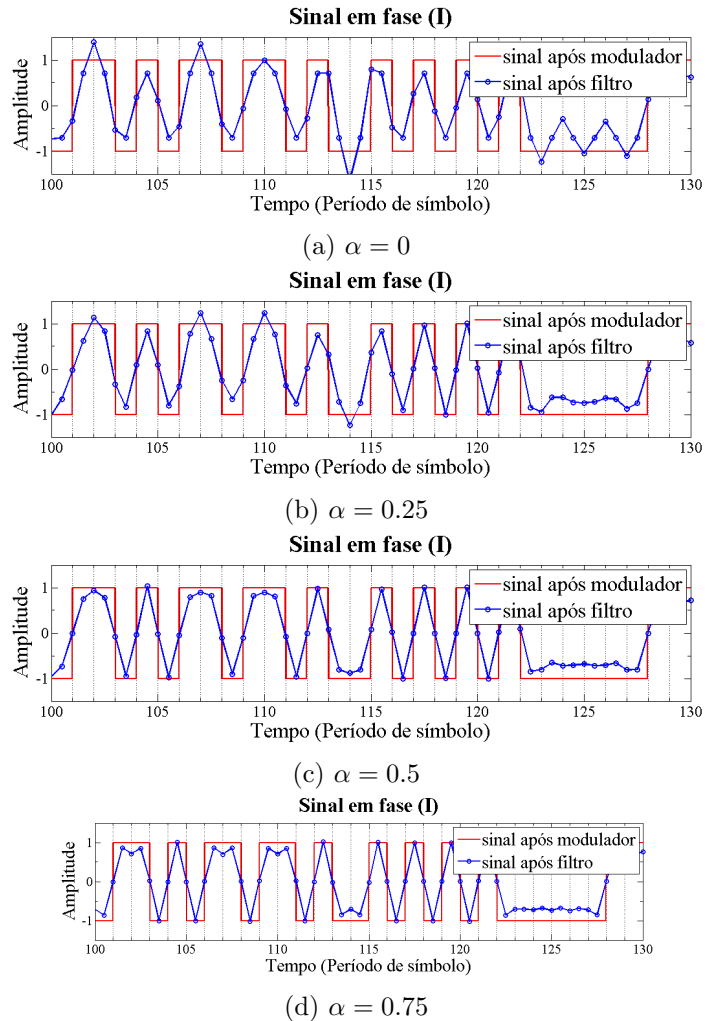 Sinal em fase (I)
sinal após modulador
sinal após filtro
Amplitude
1
0
-1
100 105 110 115 120 125 130
Tempo (Período de símbolo)
(a) α = 0
Sinal em fase (I)
sinal após modulador
sinal após filtro
Amplitude
1
0
-1
100 105 110 115 120 125 130
Tempo (Período de símbolo)
(b) α = 0.25
Sinal em fase (I)
sinal após modulador
sinal após filtro
Amplitude
1
0
-1
100 105 110 115 120 125 130
Tempo (Período de símbolo)
(c) α = 0.5
Sinal em fase (I)
sinal após modulador
sinal após filtro
Amplitude
1
0
-1
100 105 110 115 120 125 130
Tempo (Período de símbolo)
(d) α = 0.75